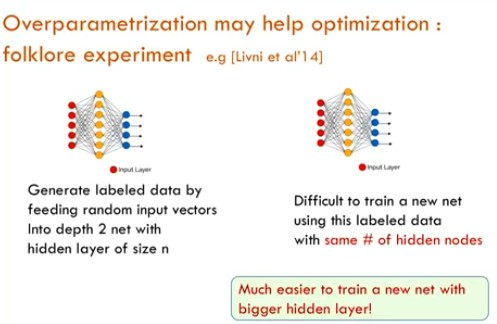 Overparametrization may help optimization :
folklore experiment e.g [Livni et al'14]
Input Layer
Generate labeled data by
feeding random input vectors
Into depth 2 net with
hidden layer of size n
Input Layer
Difficult to train a new net
using this labeled data
with same # of hidden nodes
Much easier to train a new net with
bigger hidden layer!